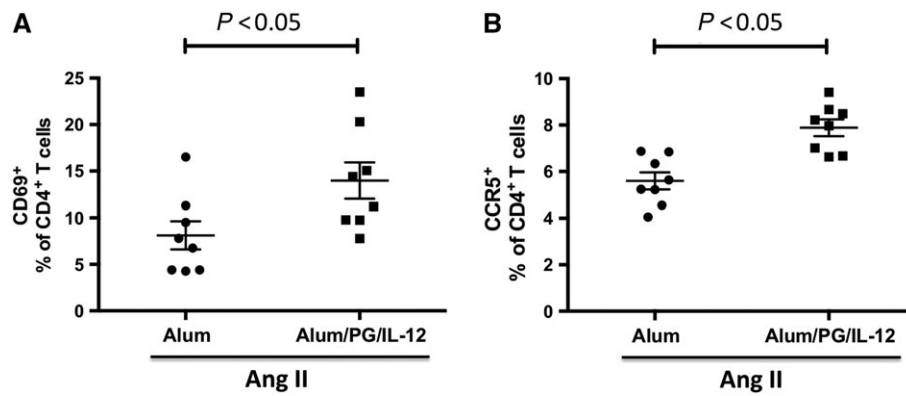 A
P < 0.05
CD69+
% of CD4+ T cells
25
20
15
10
5
0
Alum
Alum/PG/IL-12
Ang II
B
P < 0.05
CCR5+
% of CD4+ T cells
10
8
6
4
2
0
Alum
Alum/PG/IL-12
Ang II